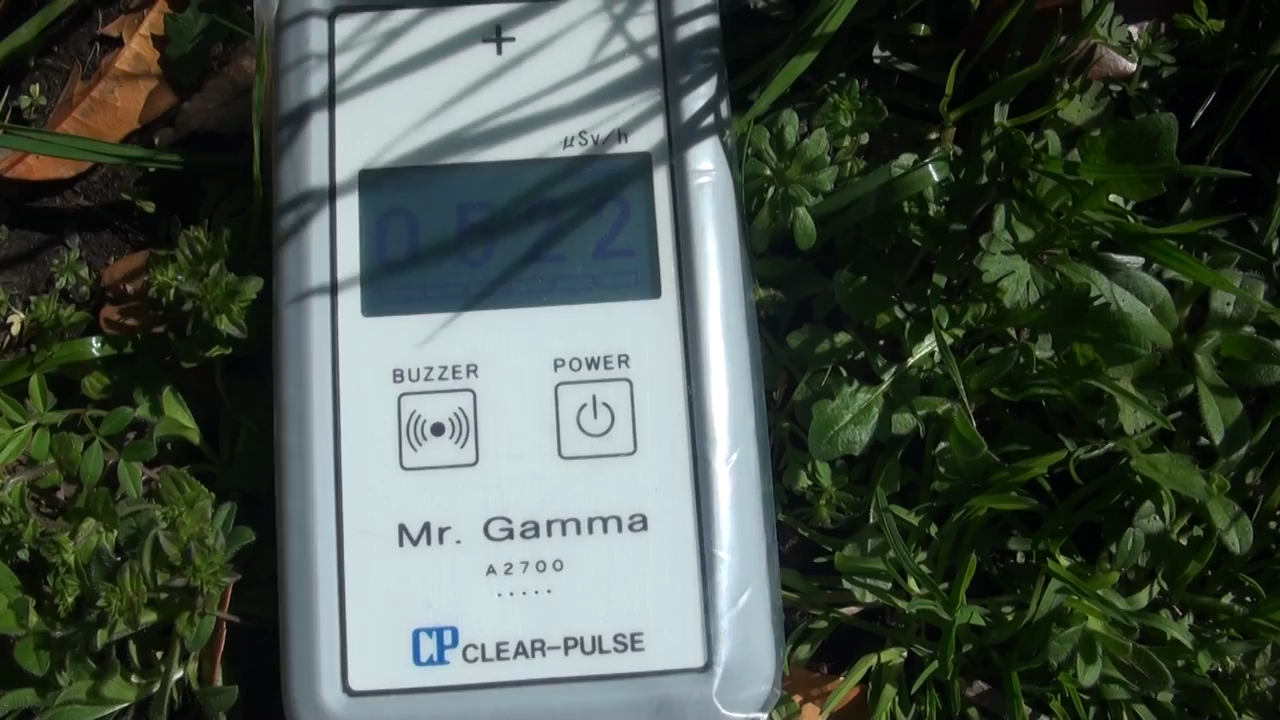 +
μSv/h
BUZZER
POWER
Mr. Gamma
A2700
CP CLEAR-PULSE